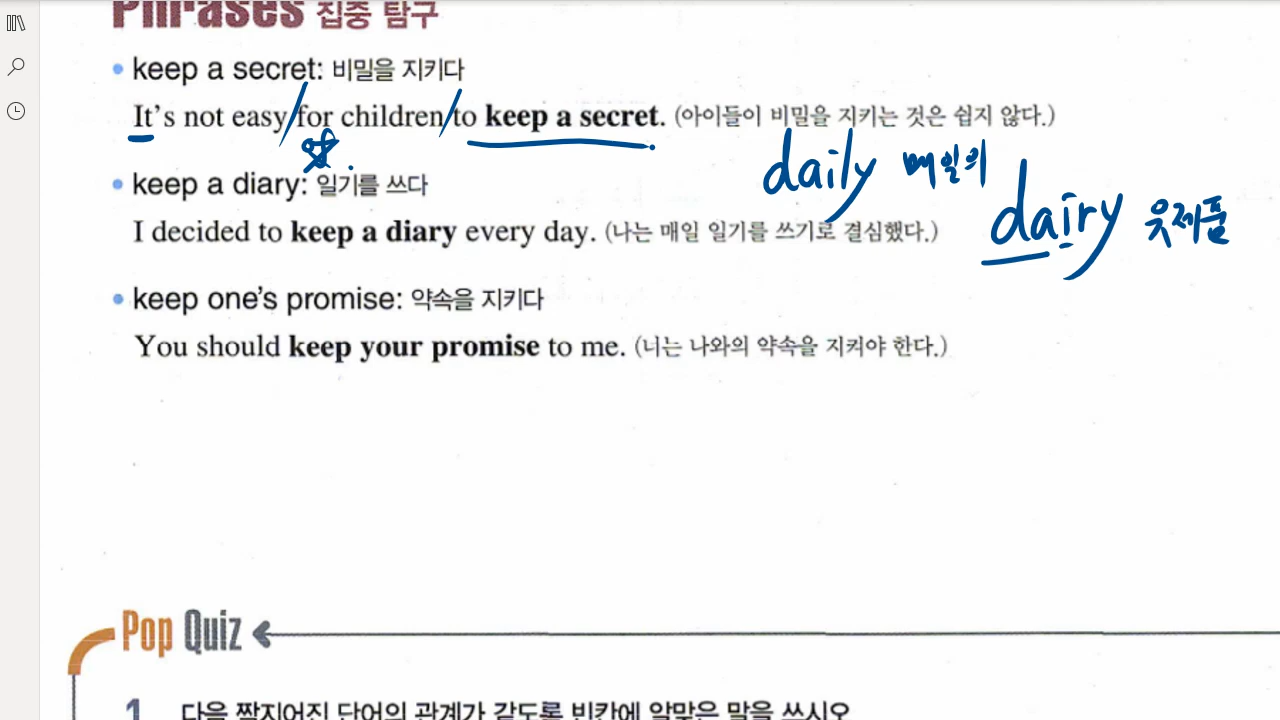 Phrases 집중 탐구
• keep a secret: 비밀을 지키다
It's not easy/for children/to keep a secret. (아이들이 비밀을 지키는 것은 쉽지 않다.)
daily 매일의
• keep a diary: 일기를 쓰다
dairy 유제품
I decided to keep a diary every day. (나는 매일 일기를 쓰기로 결심했다.)
• keep one's promise: 약속을 지키다
You should keep your promise to me. (너는 나와의 약속을 지켜야 한다.)
Pop Quiz
1 다음 짝지어진 단어의 관계가 같도록 빈칸에 알맞은 말을 쓰시오